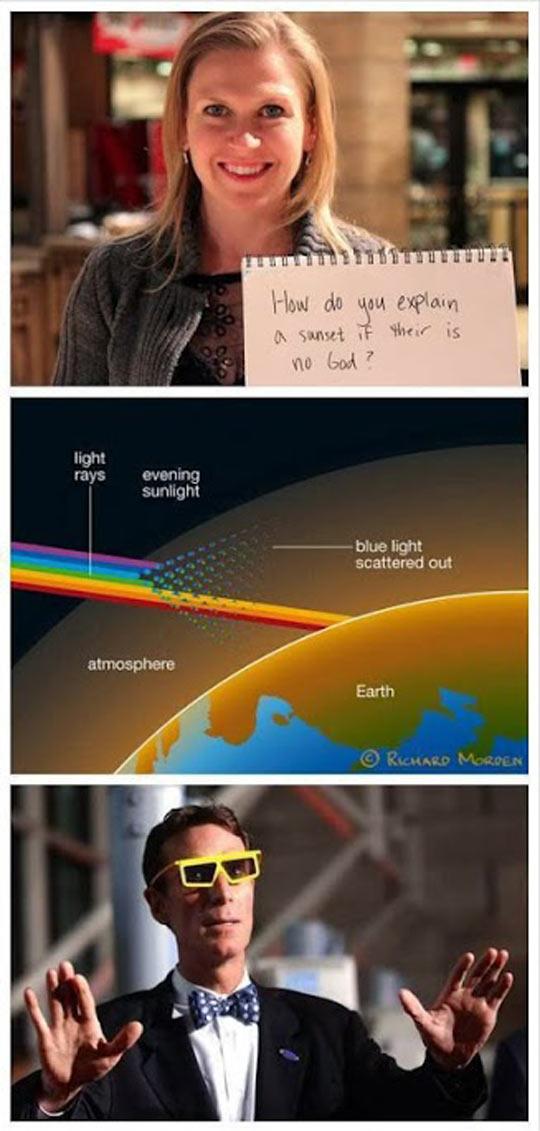 How do you explain
a sunset if their is
no God?
light
rays
evening
sunlight
blue light
scattered out
atmosphere
Earth
© RICHARD MORDEN